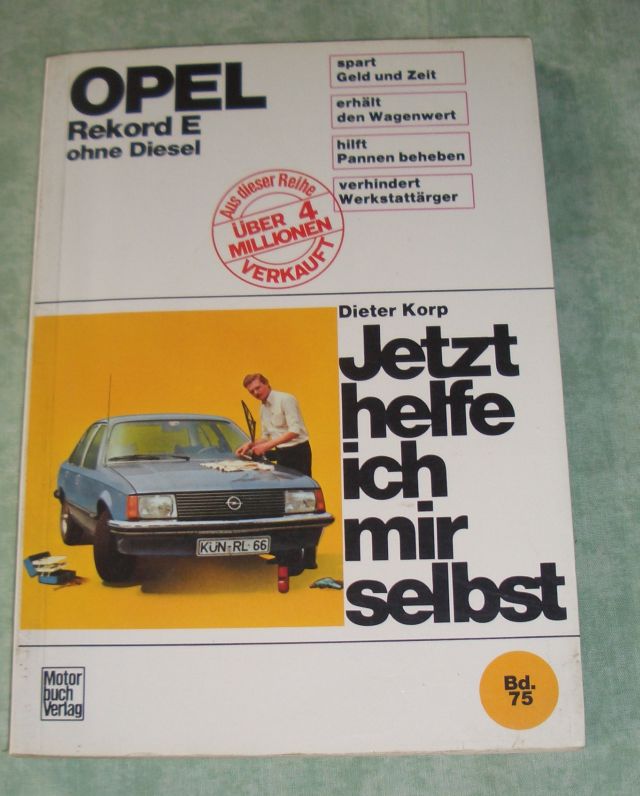 OPEL
Rekord E
ohne Diesel
spart
Geld und Zeit
erhält
den Wagenwert
hilft
Pannen beheben
verhindert
Werkstattärger
Aus dieser Reihe
ÜBER 4
MILLIONEN
VERKAUFT
Dieter Korp
Jetzt
helfe
ich
mir
selbst
KÜN-RL 66
Motor
buch
Verlag
Bd.
75